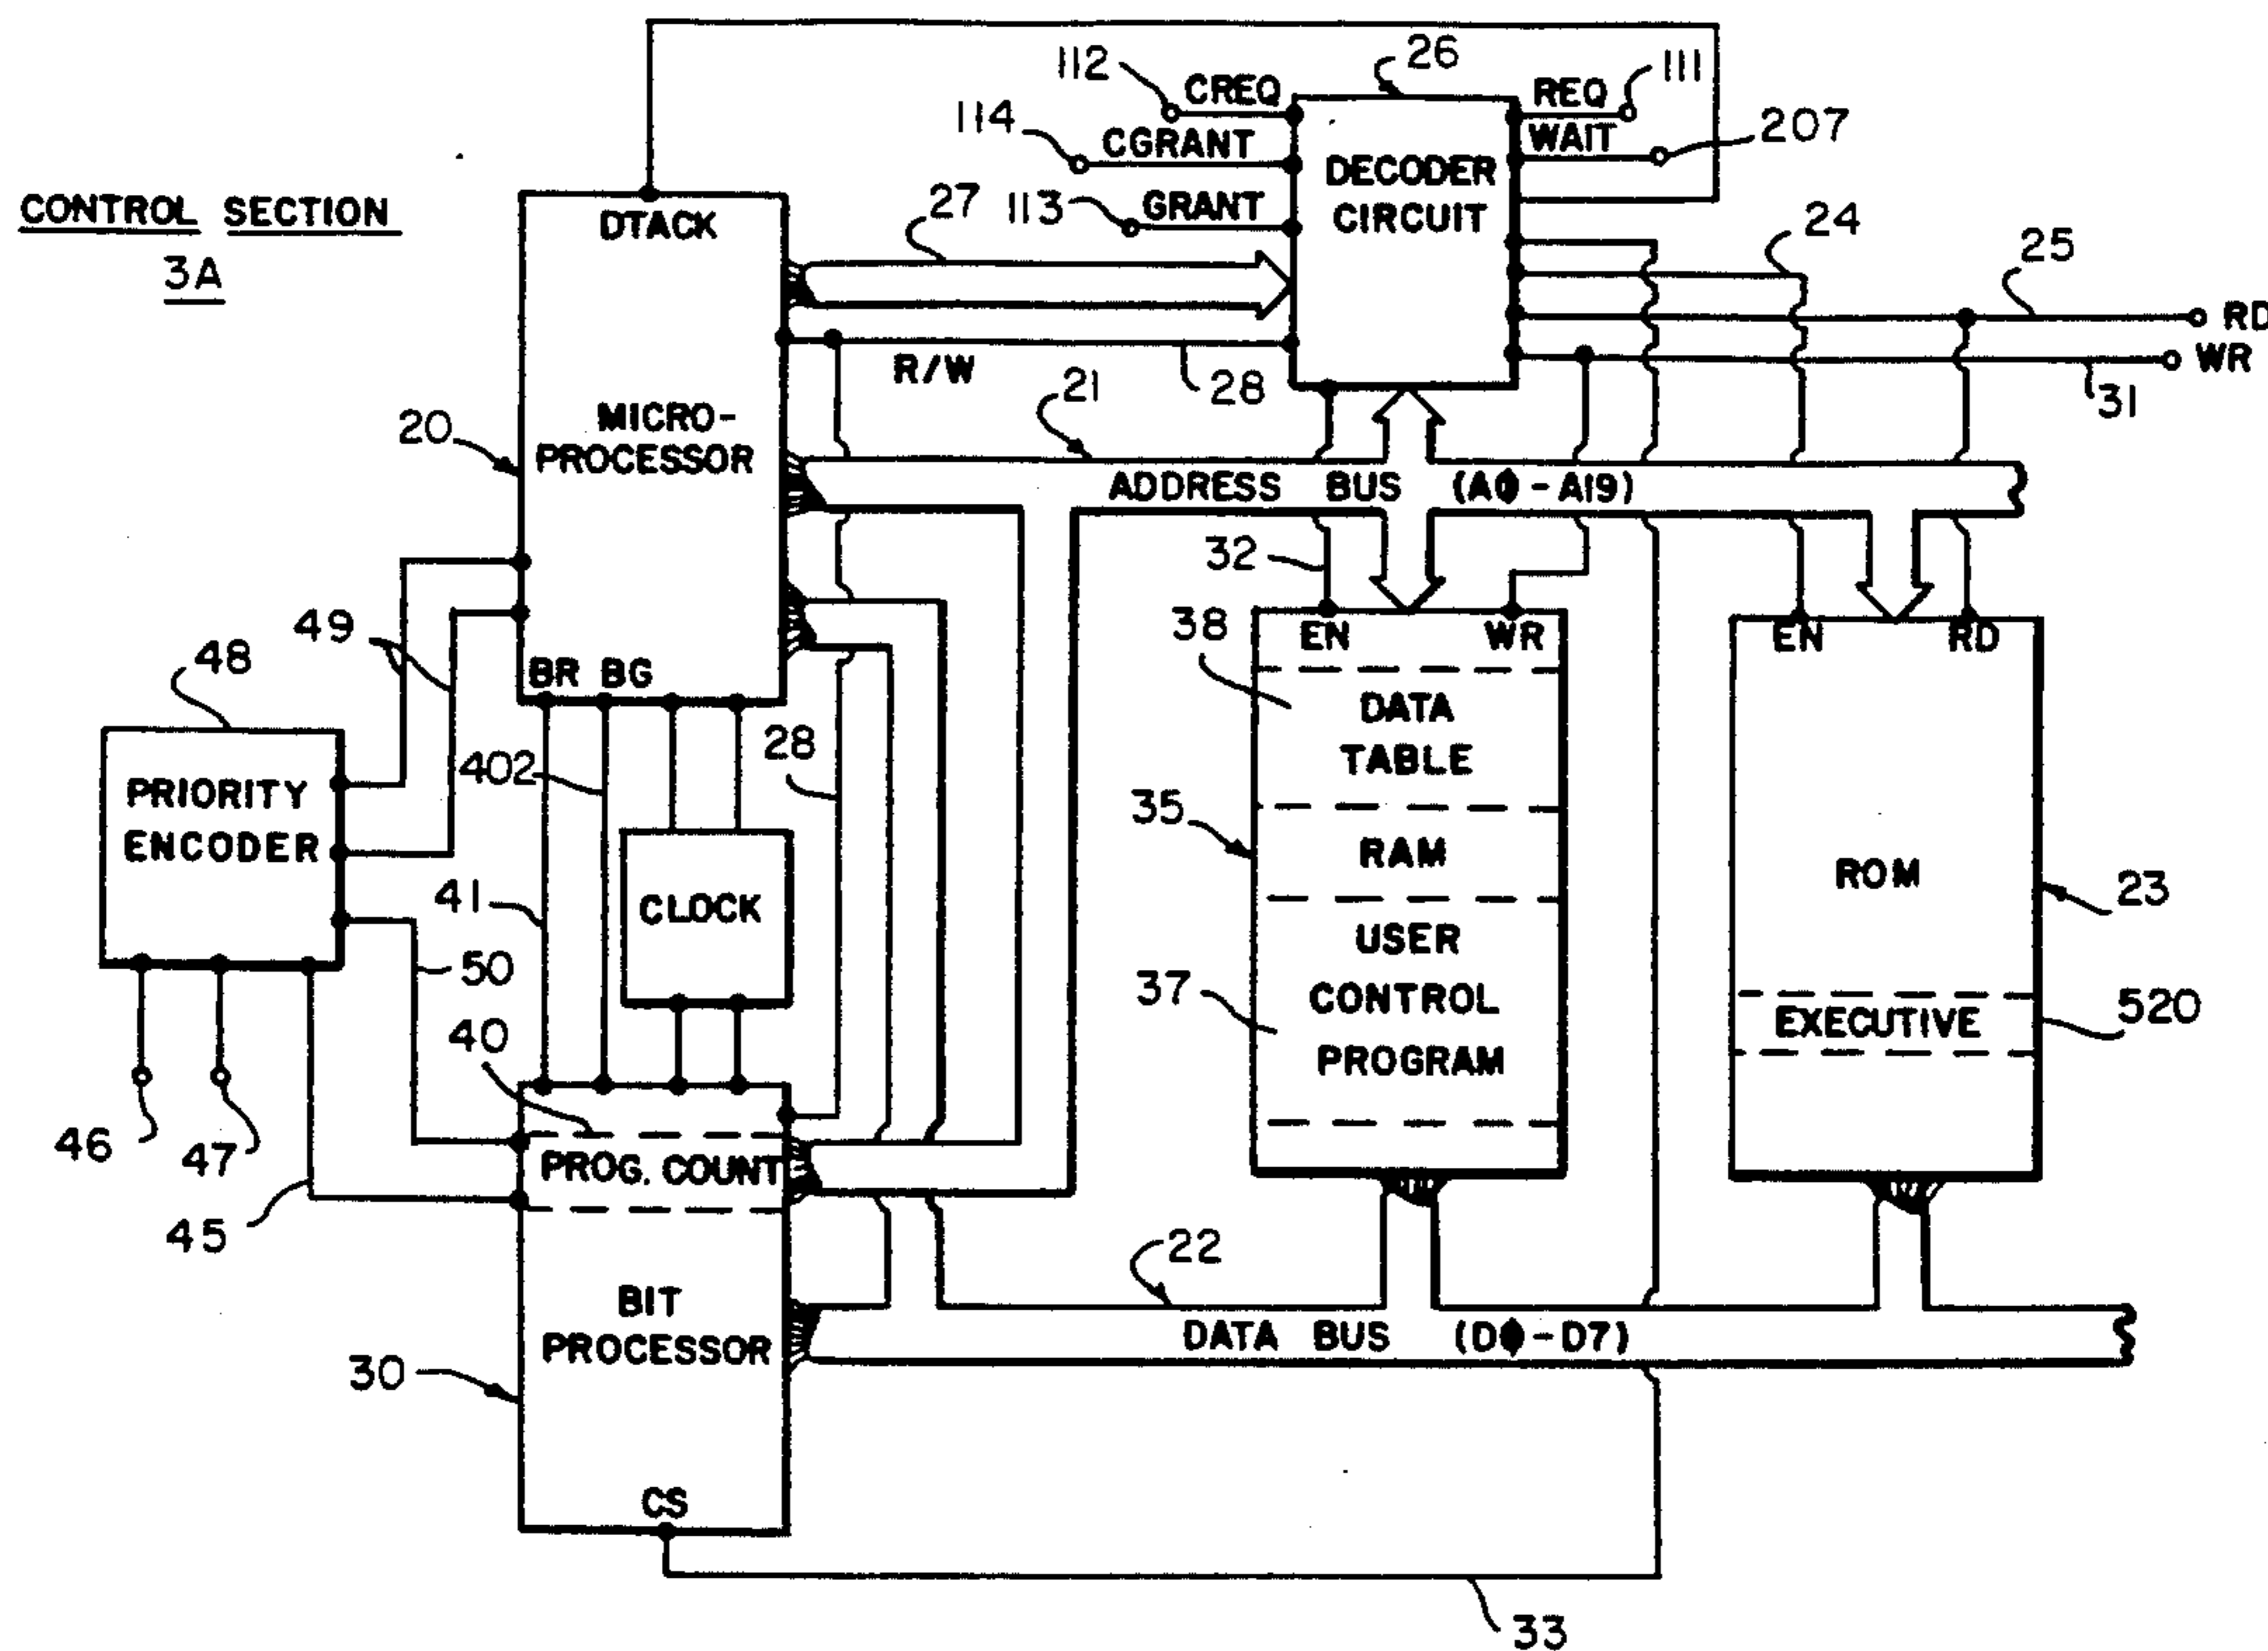 CONTROL SECTION
3A
112
CREQ
26
REQ
111
114
CGRANT
WAIT
207
113
GRANT
DECODER
CIRCUIT
DTACK
27
24
25
RD
WR
R/W
28
31
21
20
MICRO-
PROCESSOR
ADDRESS BUS (AΦ-A19)
32
49
48
BR BG
38
EN
WR
EN
RD
DATA
TABLE
402
28
PRIORITY
ENCODER
35
RAM
ROM
23
41
CLOCK
USER
CONTROL
PROGRAM
50
37
520
EXECUTIVE
40
46
47
PROG. COUNT
45
22
BIT
PROCESSOR
DATA BUS (DΦ-D7)
30
CS
33